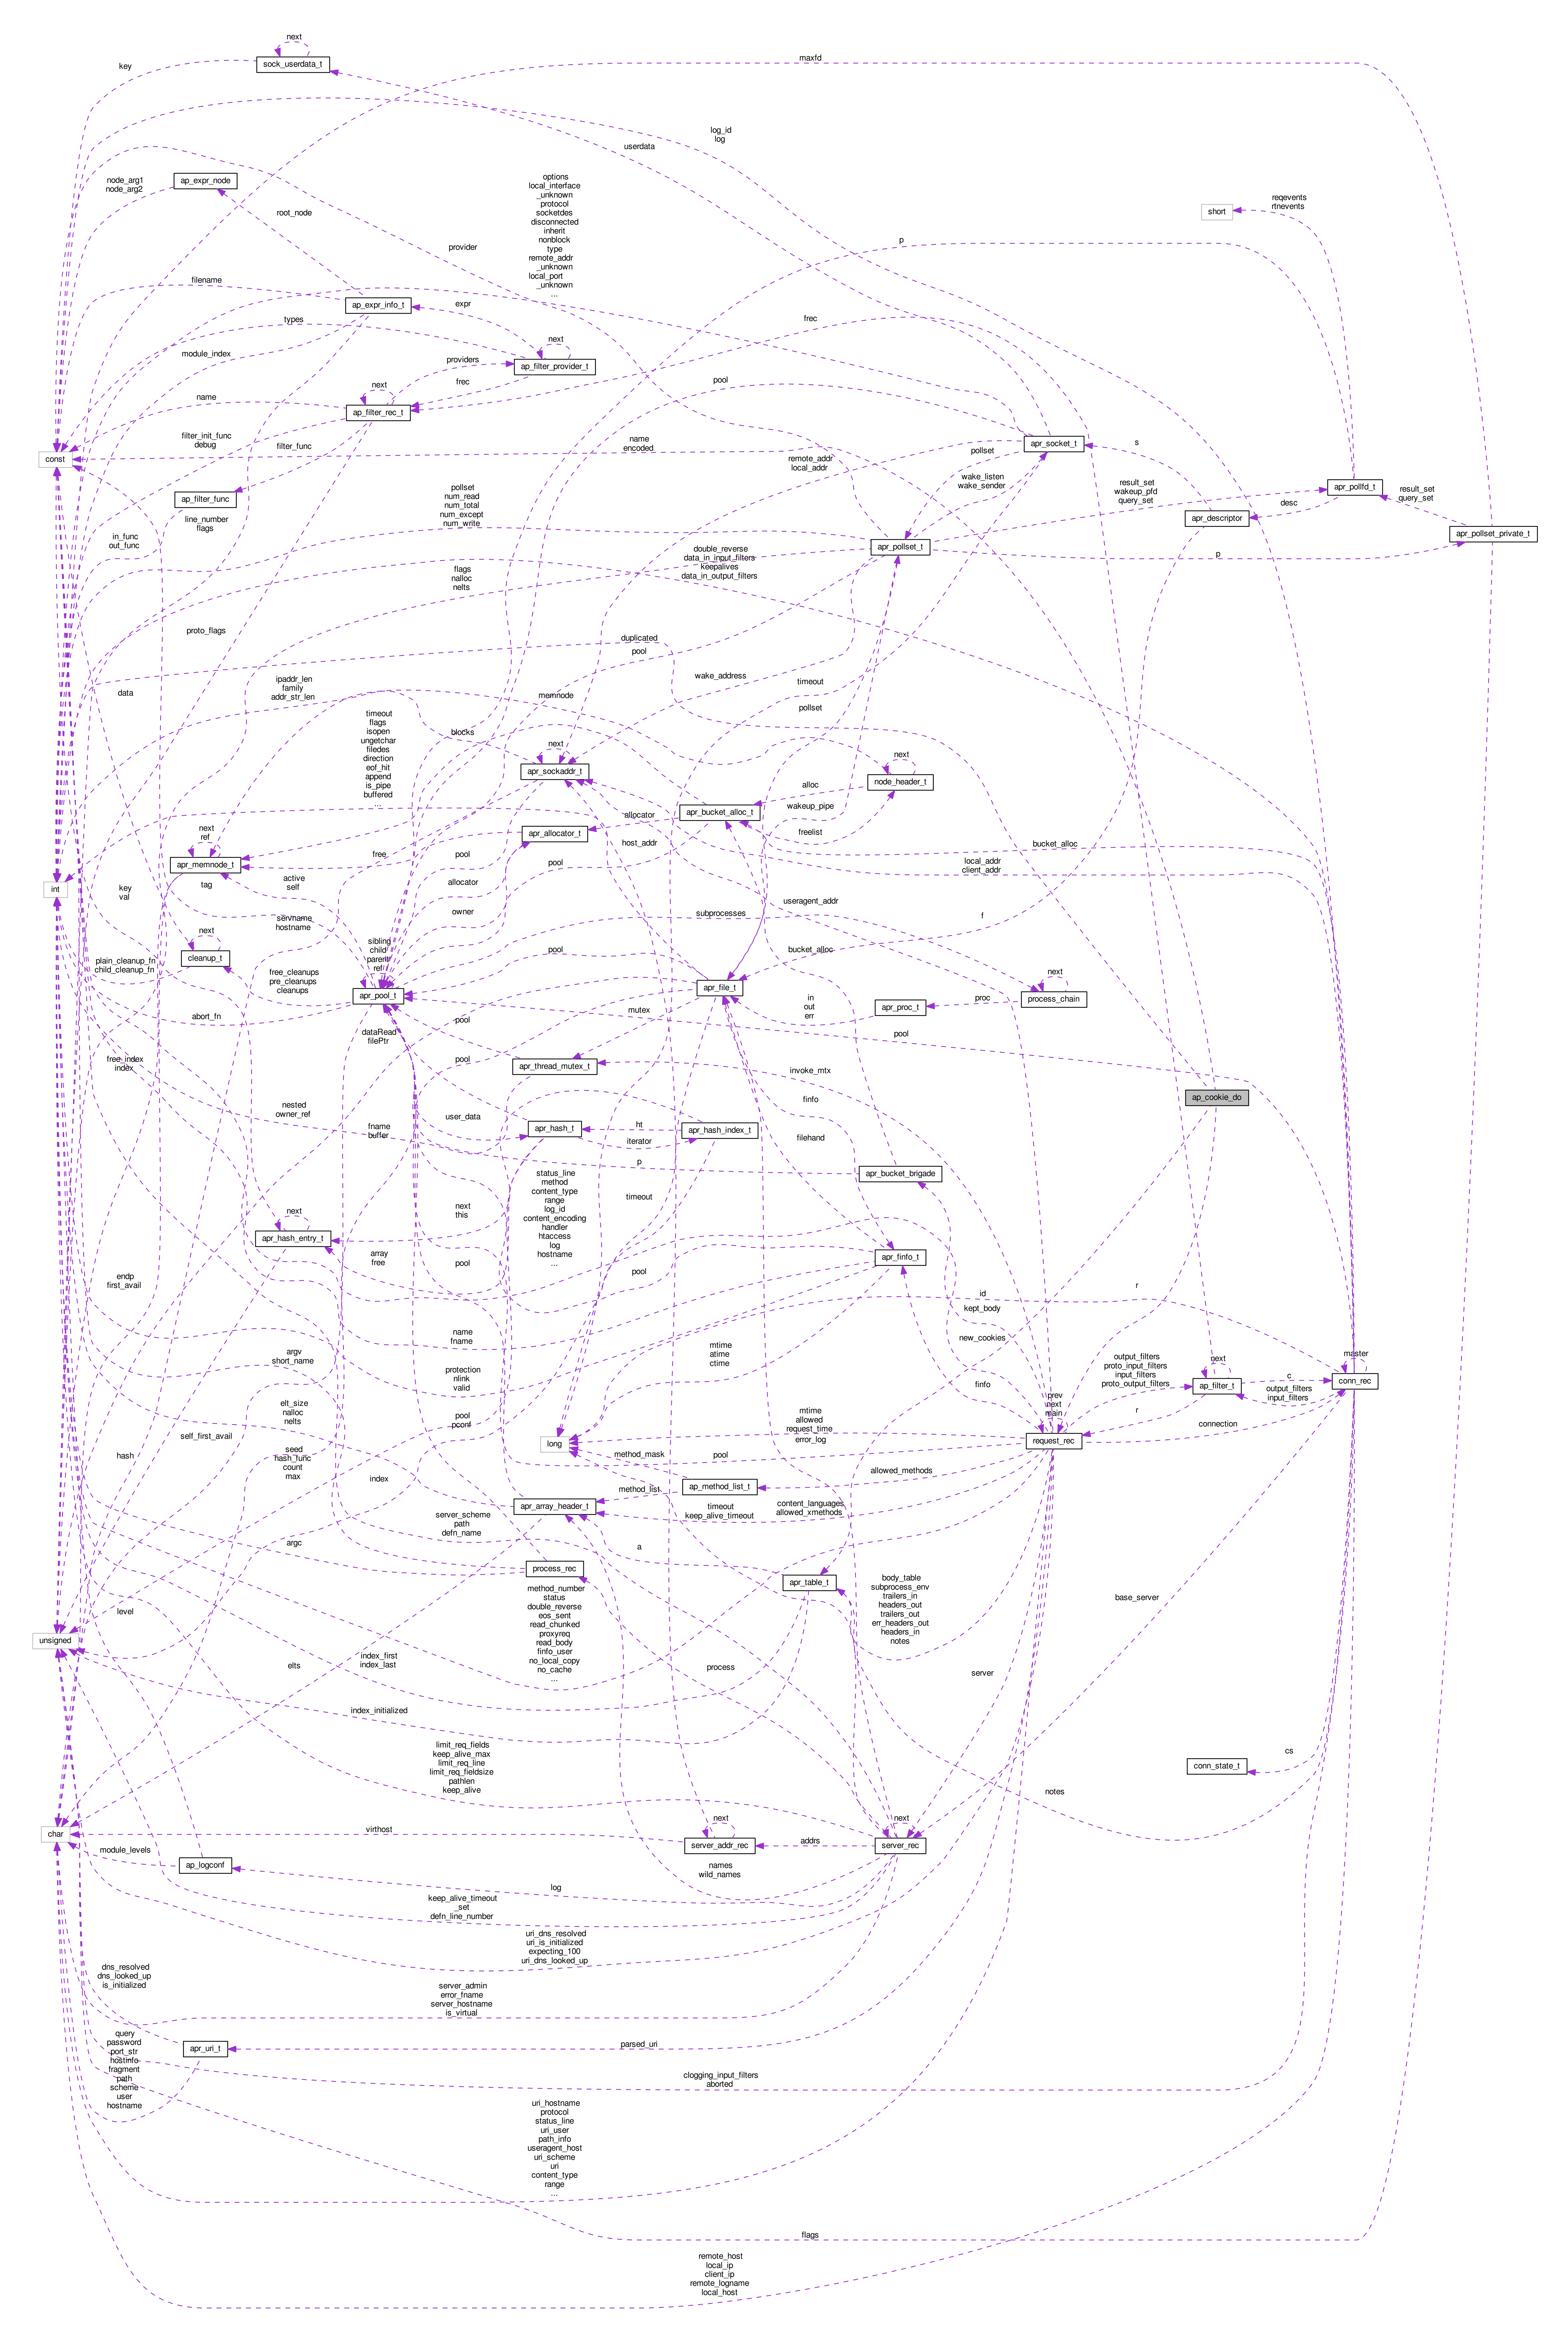 next
sock_userdata_t
key
maxfd
log_id
log
userdata
ap_expr_node
node_arg1
node_arg2
root_node
options
local_interface
_unknown
protocol
socketdes
disconnected
inherit
nonblock
type
remote_addr
_unknown
local_port
_unknown
...
reqevents
rtnevents
short
p
provider
filename
ap_expr_info_t
expr
types
frec
module_index
next
ap_filter_provider_t
providers
frec
next
ap_filter_rec_t
name
pool
filter_init_func
debug
filter_func
name
encoded
apr_socket_t
s
remote_addr
local_addr
pollset
const
ap_filter_func
wake_listen
wake_sender
result_set
wakeup_pfd
query_set
apr_pollfd_t
result_set
query_set
desc
apr_descriptor
apr_pollset_private_t
line_number
flags
in_func
out_func
pollset
num_read
num_total
num_except
num_write
apr_pollset_t
p
double_reverse
data_in_input_filters
keepalives
data_in_output_filters
flags
nalloc
nelts
proto_flags
duplicated
pool
wake_address
timeout
data
ipaddr_len
family
addr_str_len
memnode
pollset
timeout
flags
isopen
ungetchar
filedes
direction
eof_hit
append
is_pipe
buffered
...
blocks
next
apr_sockaddr_t
next
node_header_t
alloc
apr_bucket_alloc_t
wakeup_pipe
freelist
allocator
apr_allocator_t
host_addr
bucket_alloc
next
ref
apr_memnode_t
free
pool
pool
local_addr
client_addr
int
tag
active
self
allocator
key
val
owner
useragent_addr
servname
hostname
subprocesses
f
next
cleanup_t
sibling
child
parent
ref
pool
bucket_alloc
plain_cleanup_fn
child_cleanup_fn
free_cleanups
pre_cleanups
cleanups
apr_pool_t
apr_file_t
next
process_chain
proc
apr_proc_t
in
out
err
abort_fn
mutex
pool
dataRead
filePtr
pool
free_index
index
pool
apr_thread_mutex_t
invoke_mtx
ap_cookie_do
nested
owner_ref
fname
buffer
user_data
apr_hash_t
ht
iterator
apr_hash_index_t
finfo
filehand
p
apr_bucket_brigade
status_line
method
content_type
range
log_id
content_encoding
handler
htaccess
log
hostname
...
next
this
timeout
next
apr_hash_entry_t
array
free
pool
pool
apr_finfo_t
endp
first_avail
id
r
kept_body
name
fname
mtime
atime
ctime
new_cookies
argv
short_name
protection
nlink
valid
finfo
output_filters
proto_input_filters
input_filters
proto_output_filters
next
ap_filter_t
c
master
conn_rec
output_filters
input_filters
elt_size
nalloc
nelts
pool
pconf
mtime
allowed
request_time
error_log
prev
next
main
request_rec
r
connection
self_first_avail
long
hash
seed
hash_func
count
max
pool
method_mask
index
allowed_methods
ap_method_list_t
method_list
apr_array_header_t
timeout
keep_alive_timeout
content_languages
allowed_xmethods
server_scheme
path
defn_name
argc
a
process_rec
apr_table_t
body_table
subprocess_env
trailers_in
headers_out
trailers_out
err_headers_out
headers_in
notes
base_server
method_number
status
double_reverse
eos_sent
read_chunked
proxyreq
read_body
finfo_user
no_local_copy
no_cache
...
level
unsigned
elts
index_first
index_last
process
server
index_initialized
cs
conn_state_t
notes
limit_req_fields
keep_alive_max
limit_req_line
limit_req_fieldsize
pathlen
keep_alive
char
virthost
next
server_addr_rec
addrs
next
server_rec
module_levels
ap_logconf
names
wild_names
log
keep_alive_timeout
_set
defn_line_number
uri_dns_resolved
uri_is_initialized
expecting_100
uri_dns_looked_up
dns_resolved
dns_looked_up
is_initialized
server_admin
error_fname
server_hostname
is_virtual
apr_uri_t
parsed_uri
query
password
port_str
hostinfo
fragment
path
scheme
user
hostname
clogging_input_filters
aborted
uri_hostname
protocol
status_line
uri_user
path_info
useragent_host
uri_scheme
uri
content_type
range
...
flags
remote_host
local_ip
client_ip
remote_logname
local_host